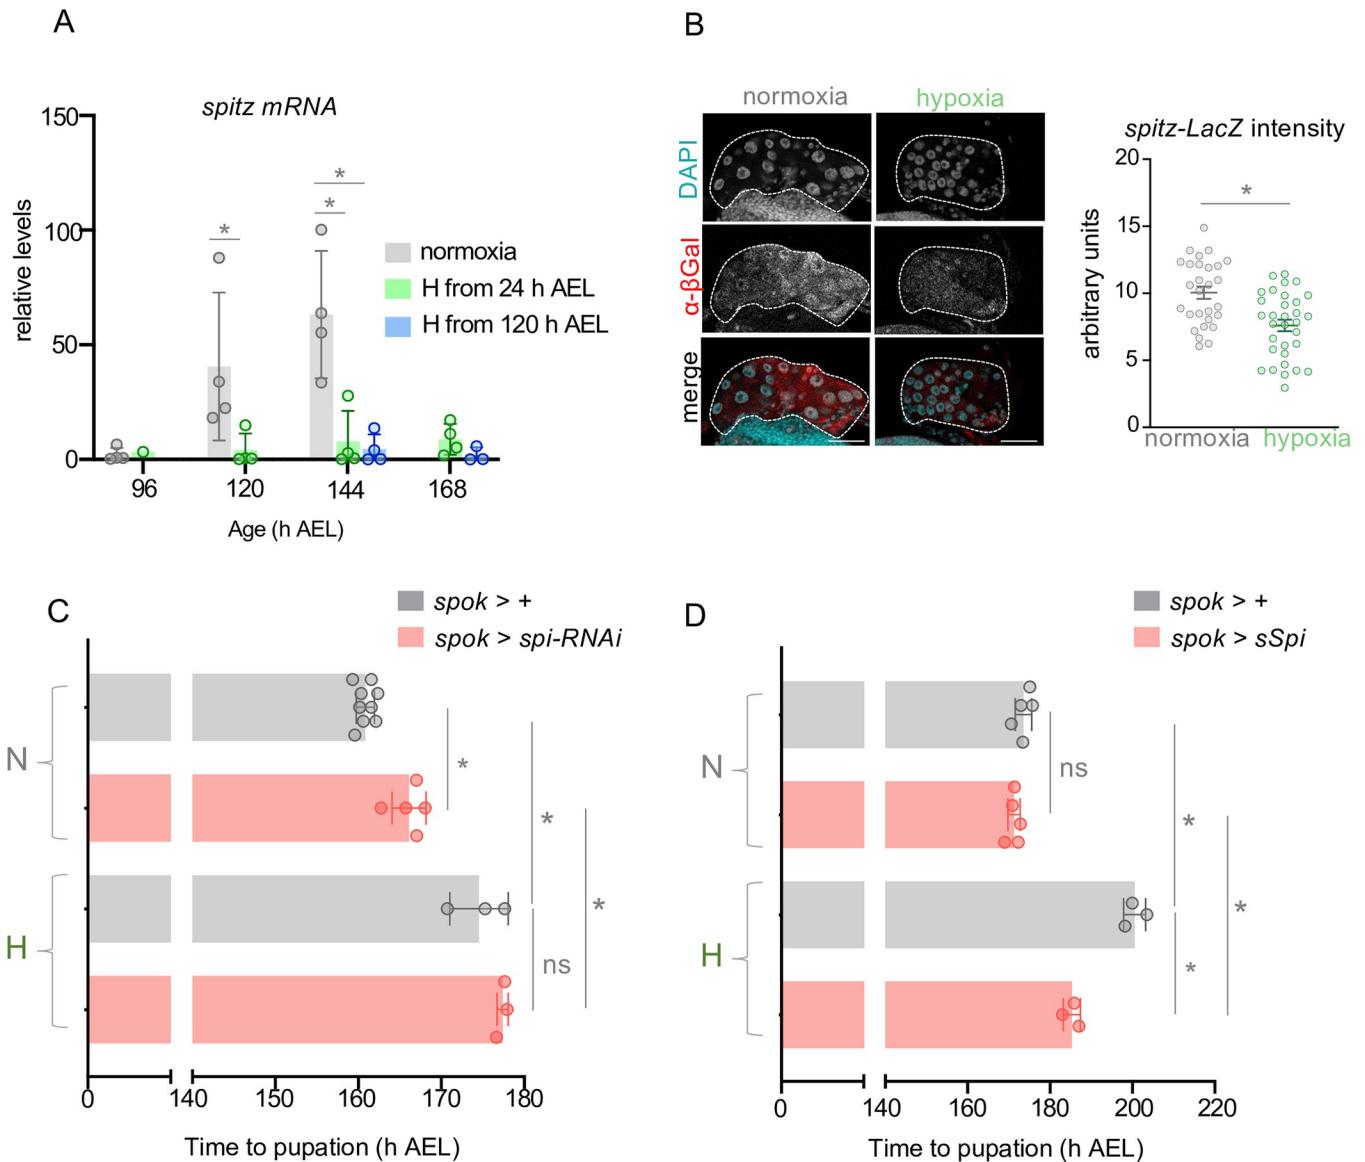 A
spitz mRNA
relative levels
150
100
50
0
*
*
*
normoxia
H from 24 h AEL
H from 120 h AEL
96 120 144 168
Age (h AEL)
B
normoxia hypoxia
DAPI
α-βGal
merge
spitz-LacZ intensity
arbitrary units
20
15
10
5
0
*
normoxia hypoxia
C
spok > +
spok > spi-RNAi
N
H
*
*
*
ns
0 140 150 160 170 180
Time to pupation (h AEL)
D
spok > +
spok > sSpi
N
H
ns
*
*
*
0 140 160 180 200 220
Time to pupation (h AEL)